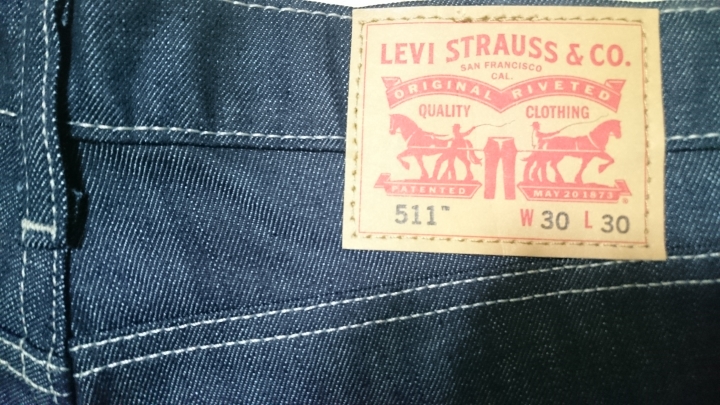 LEVI STRAUSS & CO.
SAN FRANCISCO
CAL.
ORIGINAL RIVETED
QUALITY CLOTHING
PATENTED MAY 20 1873
511™ W 30 L 30